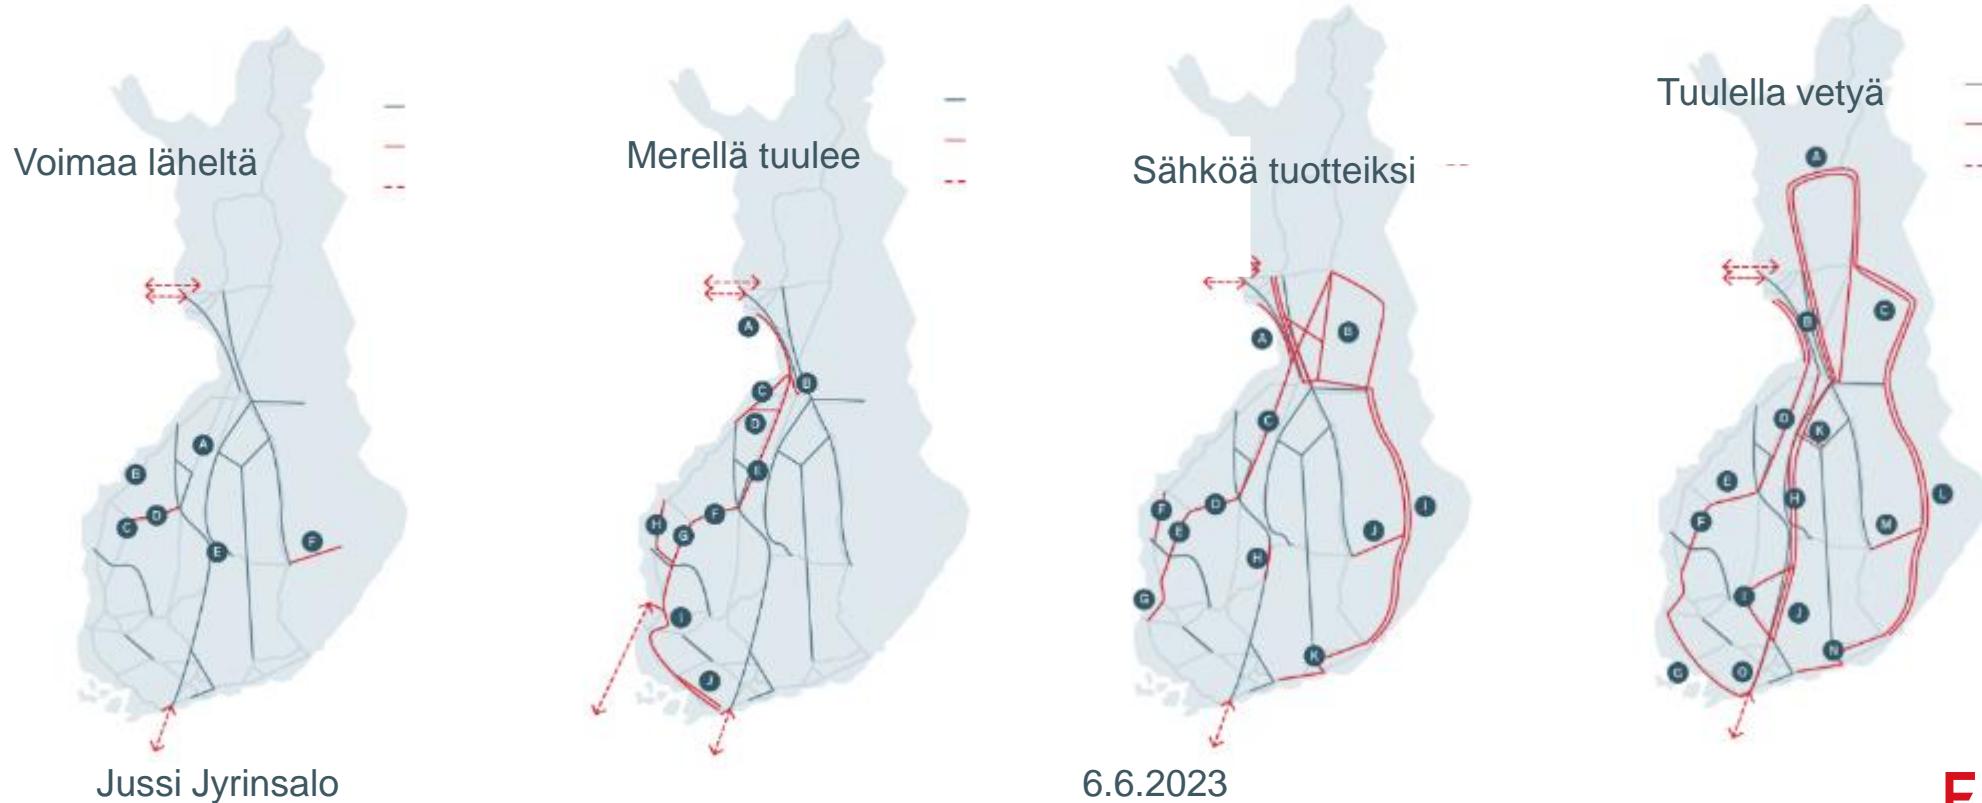 Voimaa läheltä
A
B
C
D
E
F
Merellä tuulee
A
B
C
D
E
F
G
H
I
J
Sähköä tuotteiksi
A
B
C
D
E
F
G
H
I
J
K
Tuulella vetyä
A
B
C
D
E
F
G
H
I
J
K
L
M
N
O
Jussi Jyrinsalo
6.6.2023